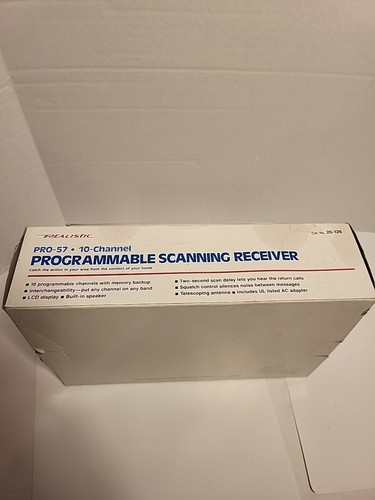 REALISTIC
Cat. No. 20-126
PRO-57 • 10-Channel
PROGRAMMABLE SCANNING RECEIVER
Catch the action in your area from the comfort of your home
■ 10 programmable channels with memory backup
■ Interchangeability—put any channel on any band
■ LCD display ■ Built-in speaker
■ Two-second scan delay lets you hear the return calls
■ Squelch control silences noise between messages
■ Telescoping antenna ■ Includes UL listed AC adapter